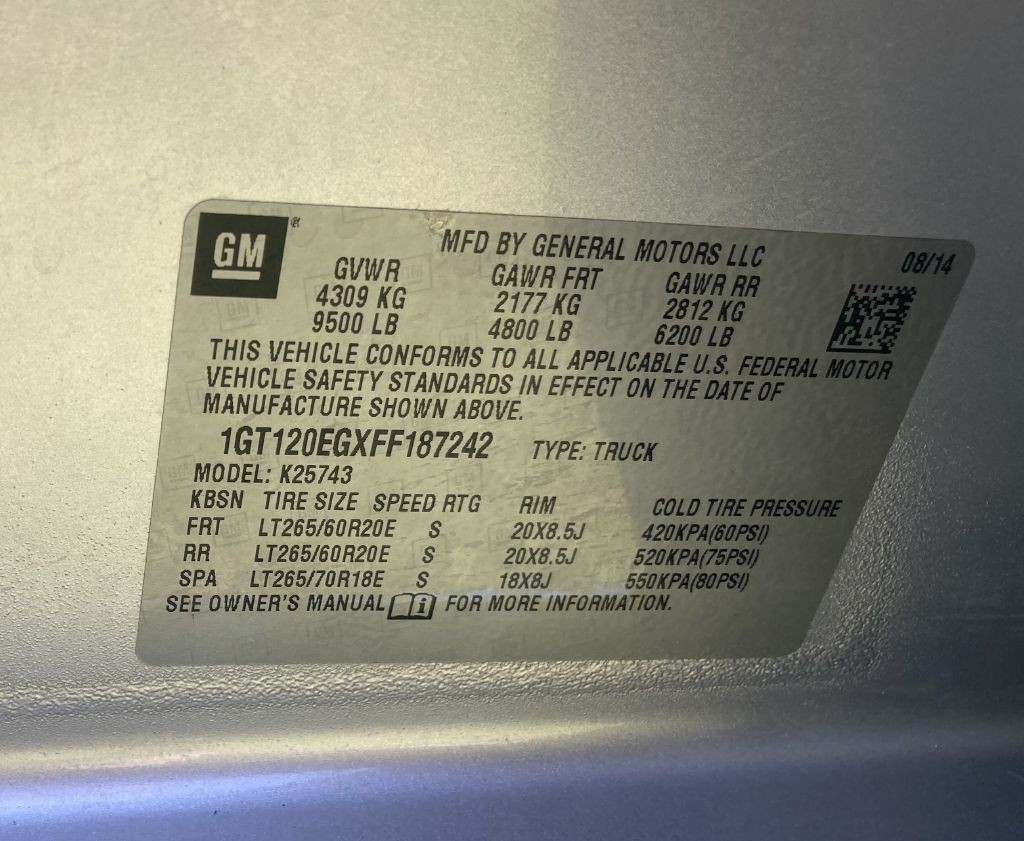 GM ®
MFD BY GENERAL MOTORS LLC 08/14
GVWR GAWR FRT GAWR RR
4309 KG 2177 KG 2812 KG
9500 LB 4800 LB 6200 LB
THIS VEHICLE CONFORMS TO ALL APPLICABLE U.S. FEDERAL MOTOR
VEHICLE SAFETY STANDARDS IN EFFECT ON THE DATE OF
MANUFACTURE SHOWN ABOVE.
1GT120EGXFF187242 TYPE: TRUCK
MODEL: K25743
KBSN TIRE SIZE SPEED RTG RIM COLD TIRE PRESSURE
FRT LT265/60R20E S 20X8.5J 420KPA(60PSI)
RR LT265/60R20E S 20X8.5J 520KPA(75PSI)
SPA LT265/70R18E S 18X8J 550KPA(80PSI)
SEE OWNER'S MANUAL i FOR MORE INFORMATION.